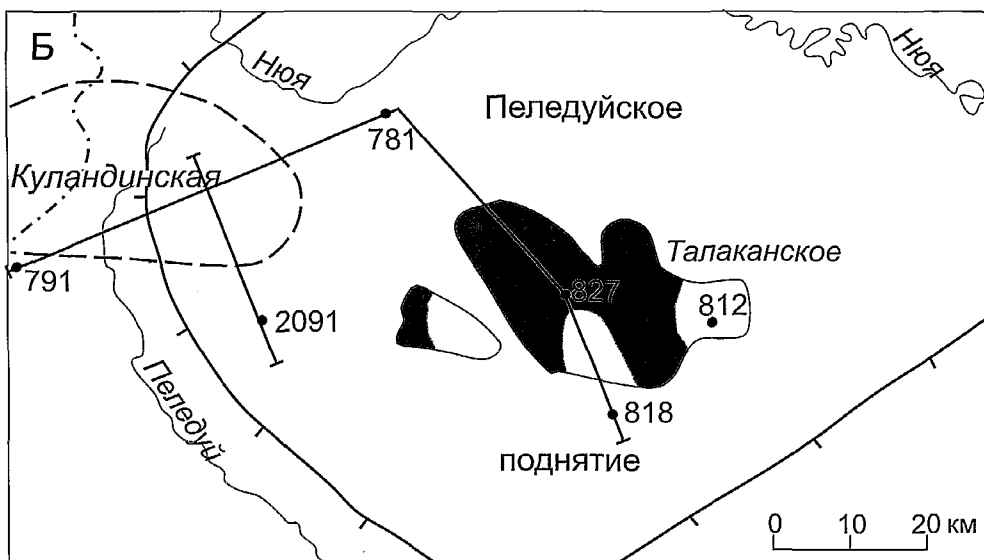 Б
Нюя
Нюя
781
Пеледуйское
Куландинская
791
Талаканское
827
812
2091
Пеледуй
818
поднятие
0 10 20 км